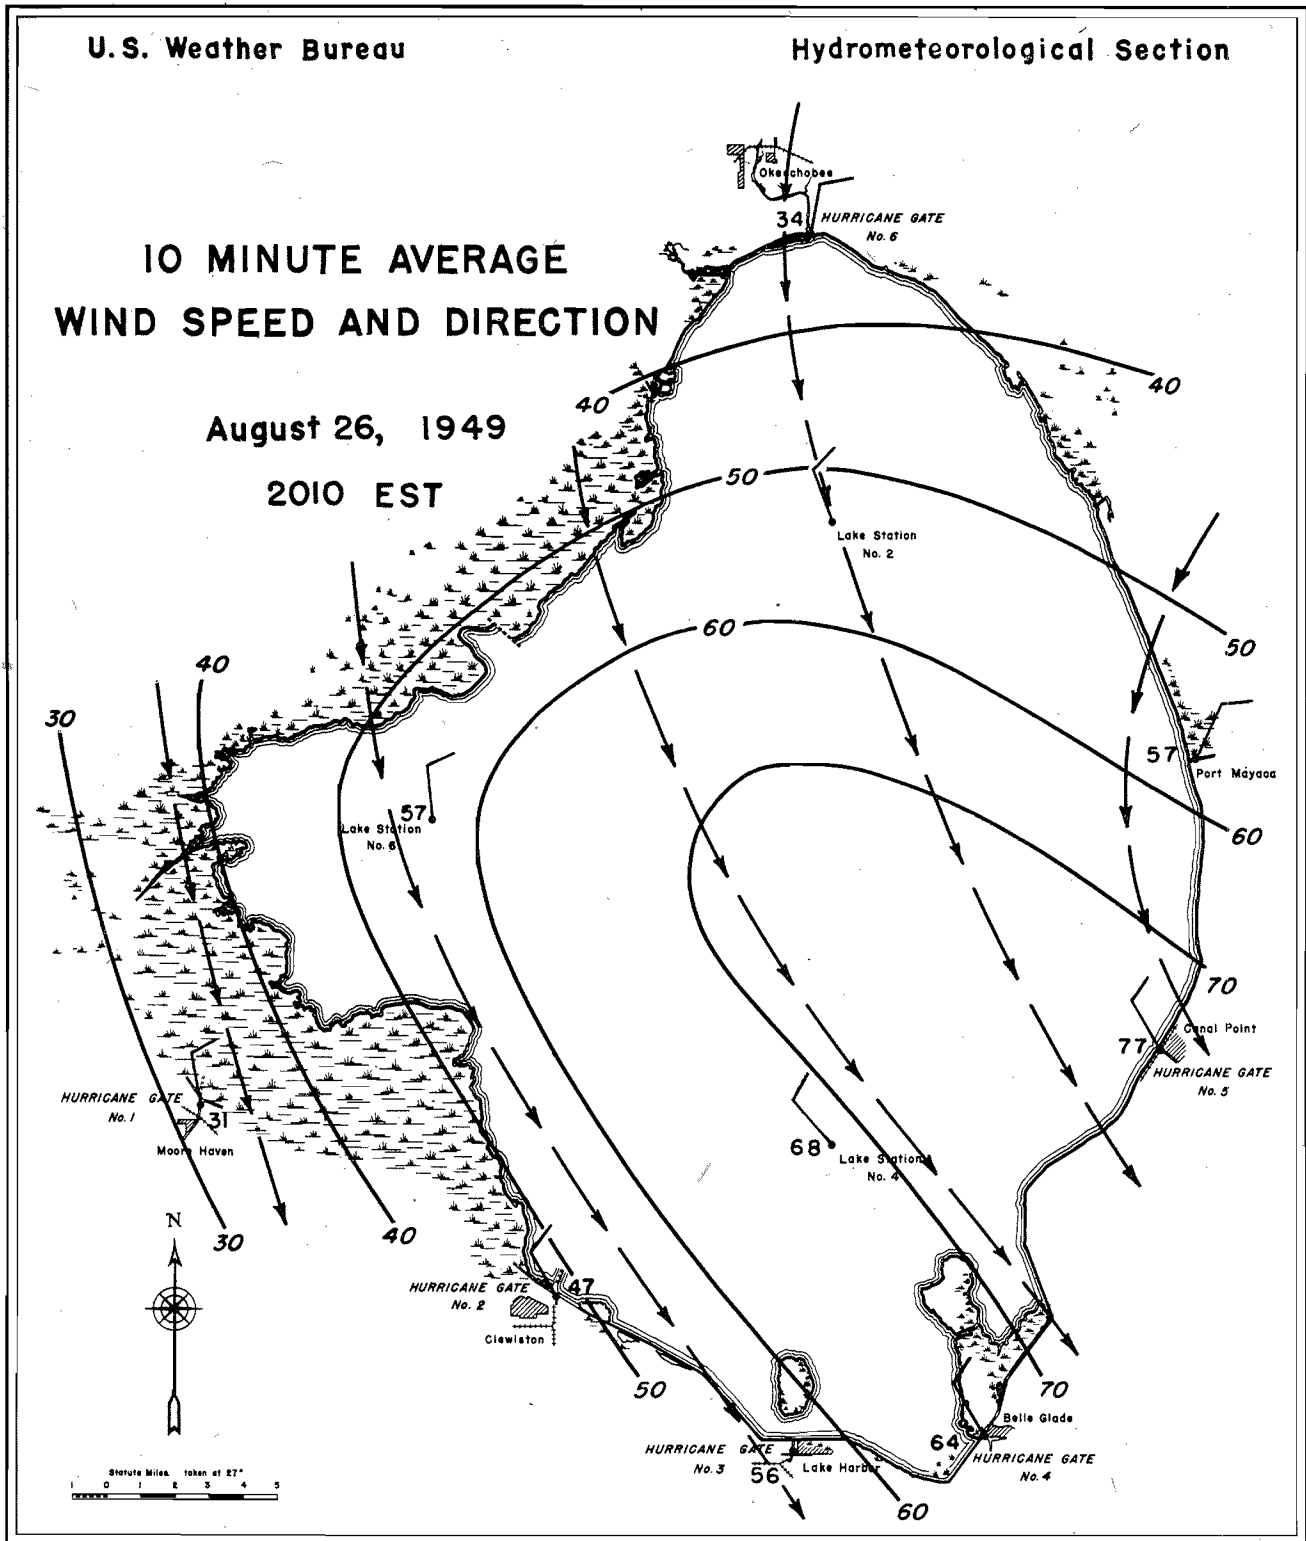 U.S. Weather Bureau
Hydrometeorological Section
Okeechobee
34
HURRICANE GATE
No. 6
10 MINUTE AVERAGE
WIND SPEED AND DIRECTION
August 26, 1949
2010 EST
40
40
50
Lake Station
No. 2
60
50
40
30
57
Port Mayaca
57
Lake Station
No. 6
60
70
Canal Point
77
HURRICANE GATE
No. 5
HURRICANE GATE
No. 1
31
Moore Haven
68
Lake Station
No. 4
N
30
40
HURRICANE GATE
No. 2
47
Clewiston
50
70
Belle Glade
64
HURRICANE GATE
No. 4
HURRICANE GATE
No. 3
56
Lake Harbor
60
Statute Miles taken at 27°
1 0 1 2 3 4 5